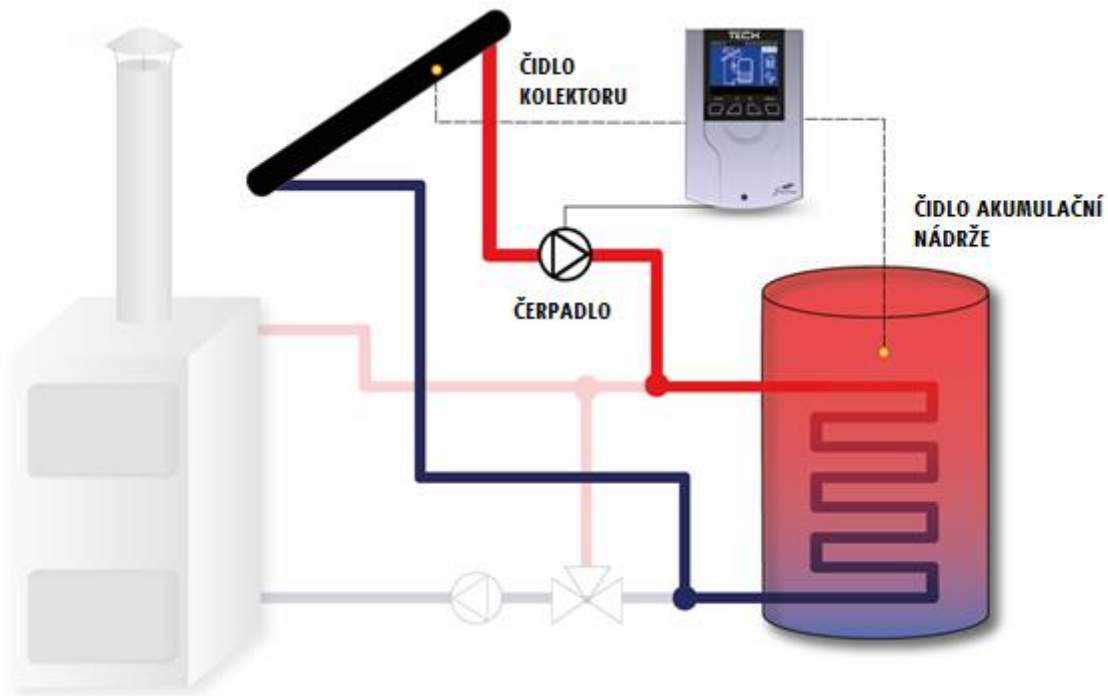 TECH
ČIDLO
KOLEKTORU
ČIDLO AKUMULAČNÍ
NÁDRŽE
ČERPADLO